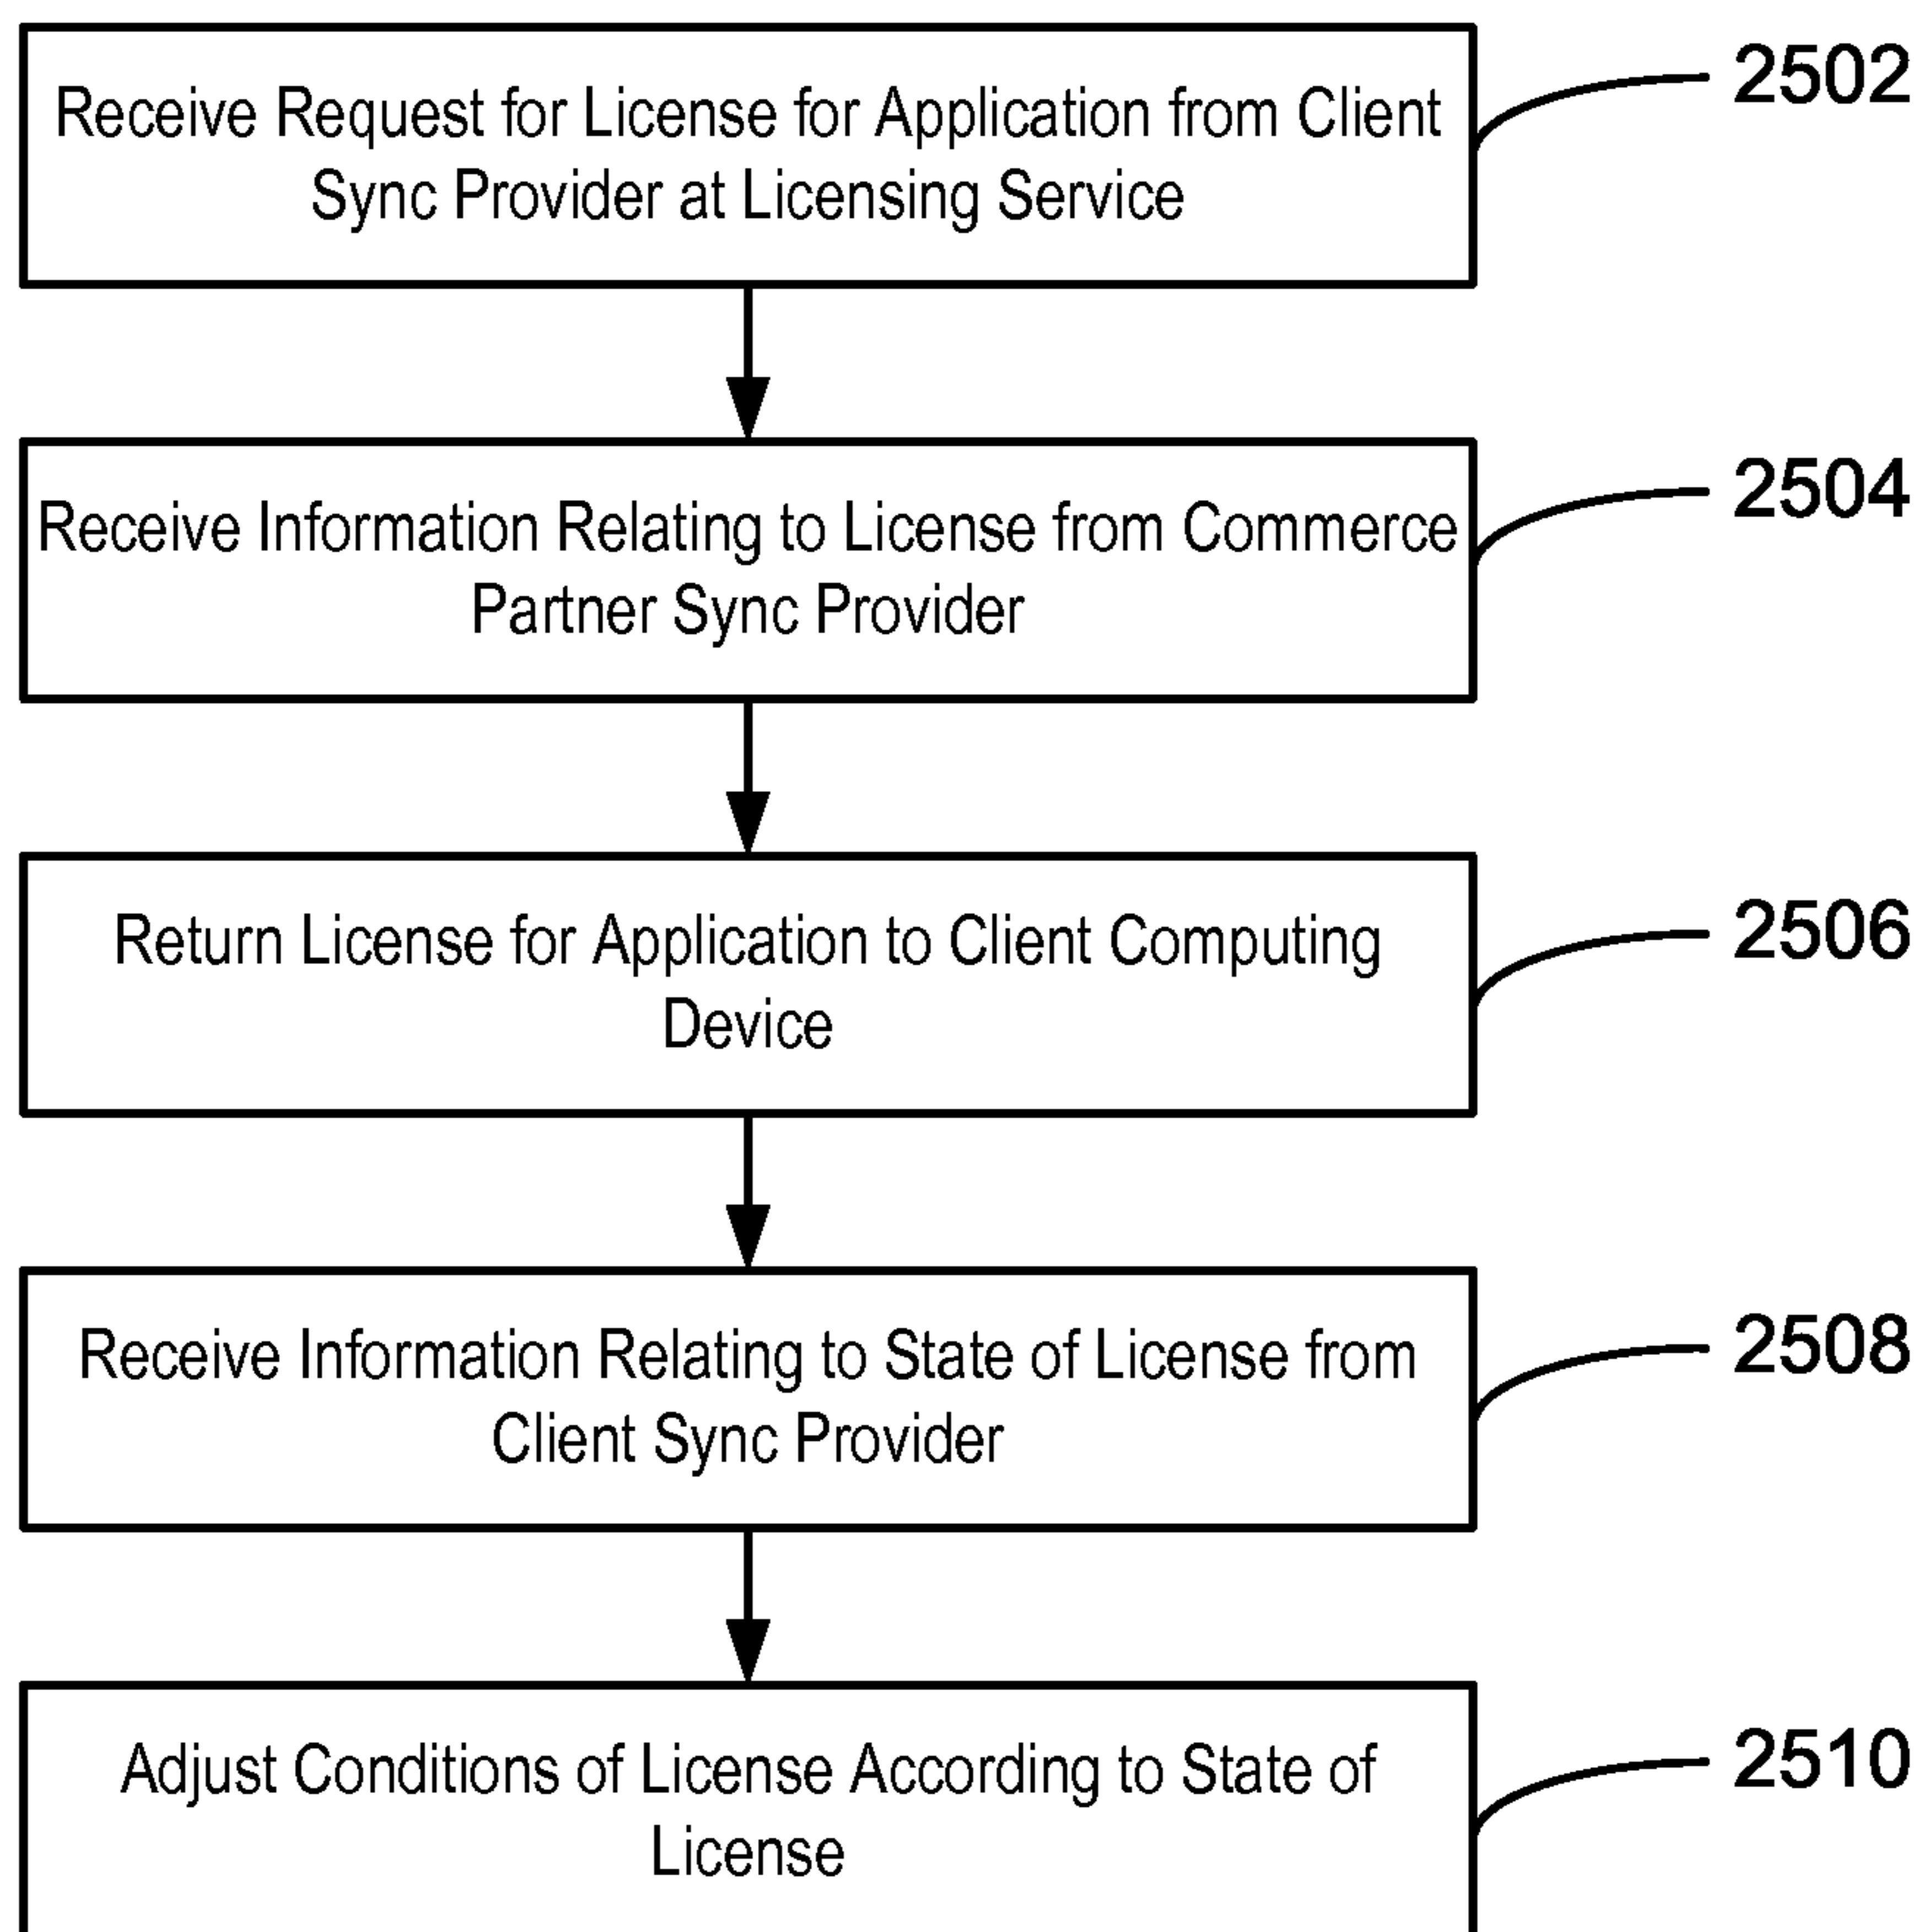 Receive Request for License for Application from Client
Sync Provider at Licensing Service
2502
Receive Information Relating to License from Commerce
Partner Sync Provider
2504
Return License for Application to Client Computing
Device
2506
Receive Information Relating to State of License from
Client Sync Provider
2508
Adjust Conditions of License According to State of
License
2510